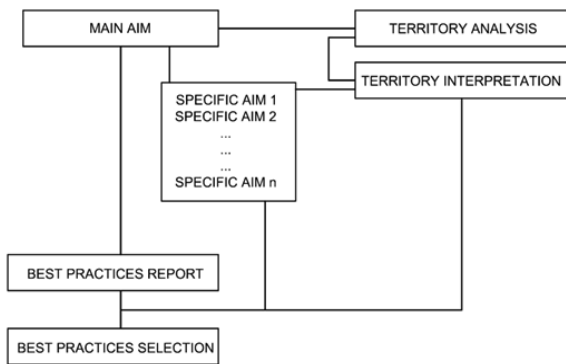 MAIN AIM
TERRITORY ANALYSIS
TERRITORY INTERPRETATION
SPECIFIC AIM 1
SPECIFIC AIM 2
...
...
...
SPECIFIC AIM n
BEST PRACTICES REPORT
BEST PRACTICES SELECTION